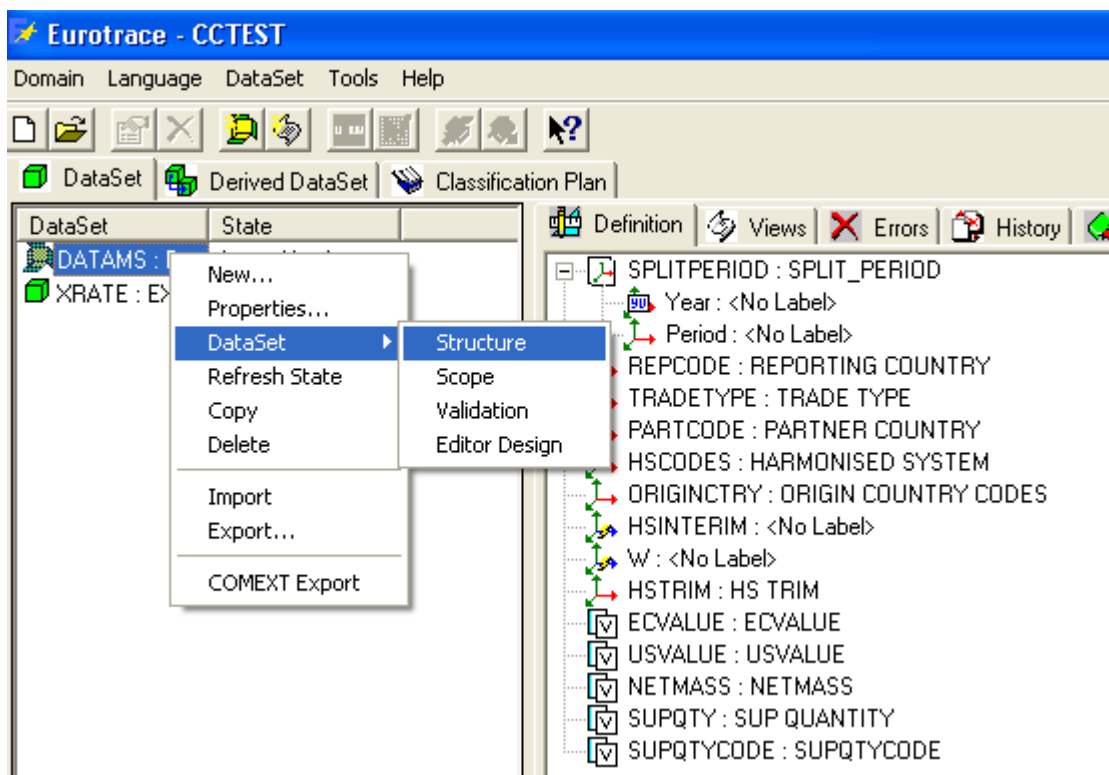 Eurotrace - CCTEST
Domain Language DataSet Tools Help
DataSet Derived DataSet Classification Plan
DataSet State
DATAMS :
XRATE : EX
New...
Properties...
DataSet
Refresh State
Copy
Delete
Import
Export...
COMEXT Export
Structure
Scope
Validation
Editor Design
Definition Views Errors History
SPLITPERIOD : SPLIT_PERIOD
Year : <No Label>
Period : <No Label>
REPCODE : REPORTING COUNTRY
TRADETYPE : TRADE TYPE
PARTCODE : PARTNER COUNTRY
HSCODES : HARMONISED SYSTEM
ORIGINCTRY : ORIGIN COUNTRY CODES
HSINTERIM : <No Label>
W : <No Label>
HSTRIM : HS TRIM
ECVALUE : ECVALUE
USVALUE : USVALUE
NETMASS : NETMASS
SUPQTY : SUP QUANTITY
SUPQTYCODE : SUPQTYCODE